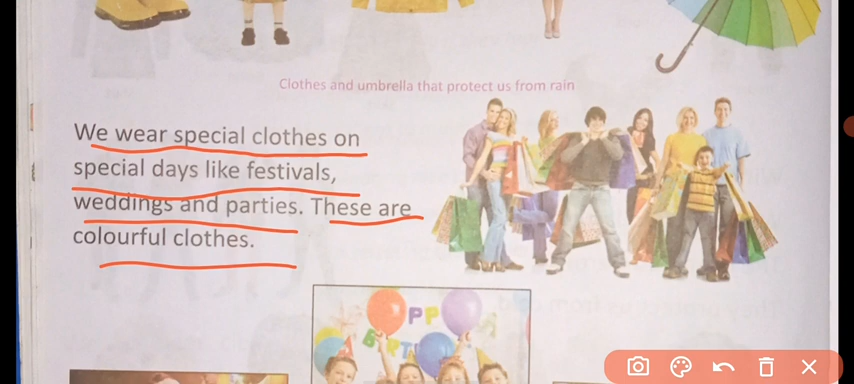 Clothes and umbrella that protect us from rain
We wear special clothes on
special days like festivals,
weddings and parties. These are
colourful clothes.
PP